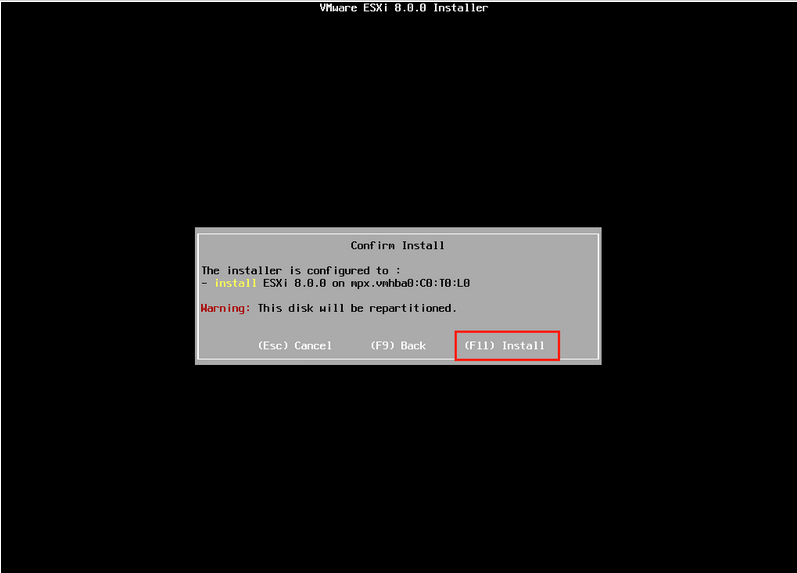 VMware ESXi 8.0.0 Installer
Confirm Install
The installer is configured to :
- install ESXi 8.0.0 on mpx.vmhba0:C0:T0:L0
Warning: This disk will be repartitioned.
(Esc) Cancel (F9) Back (F11) Install